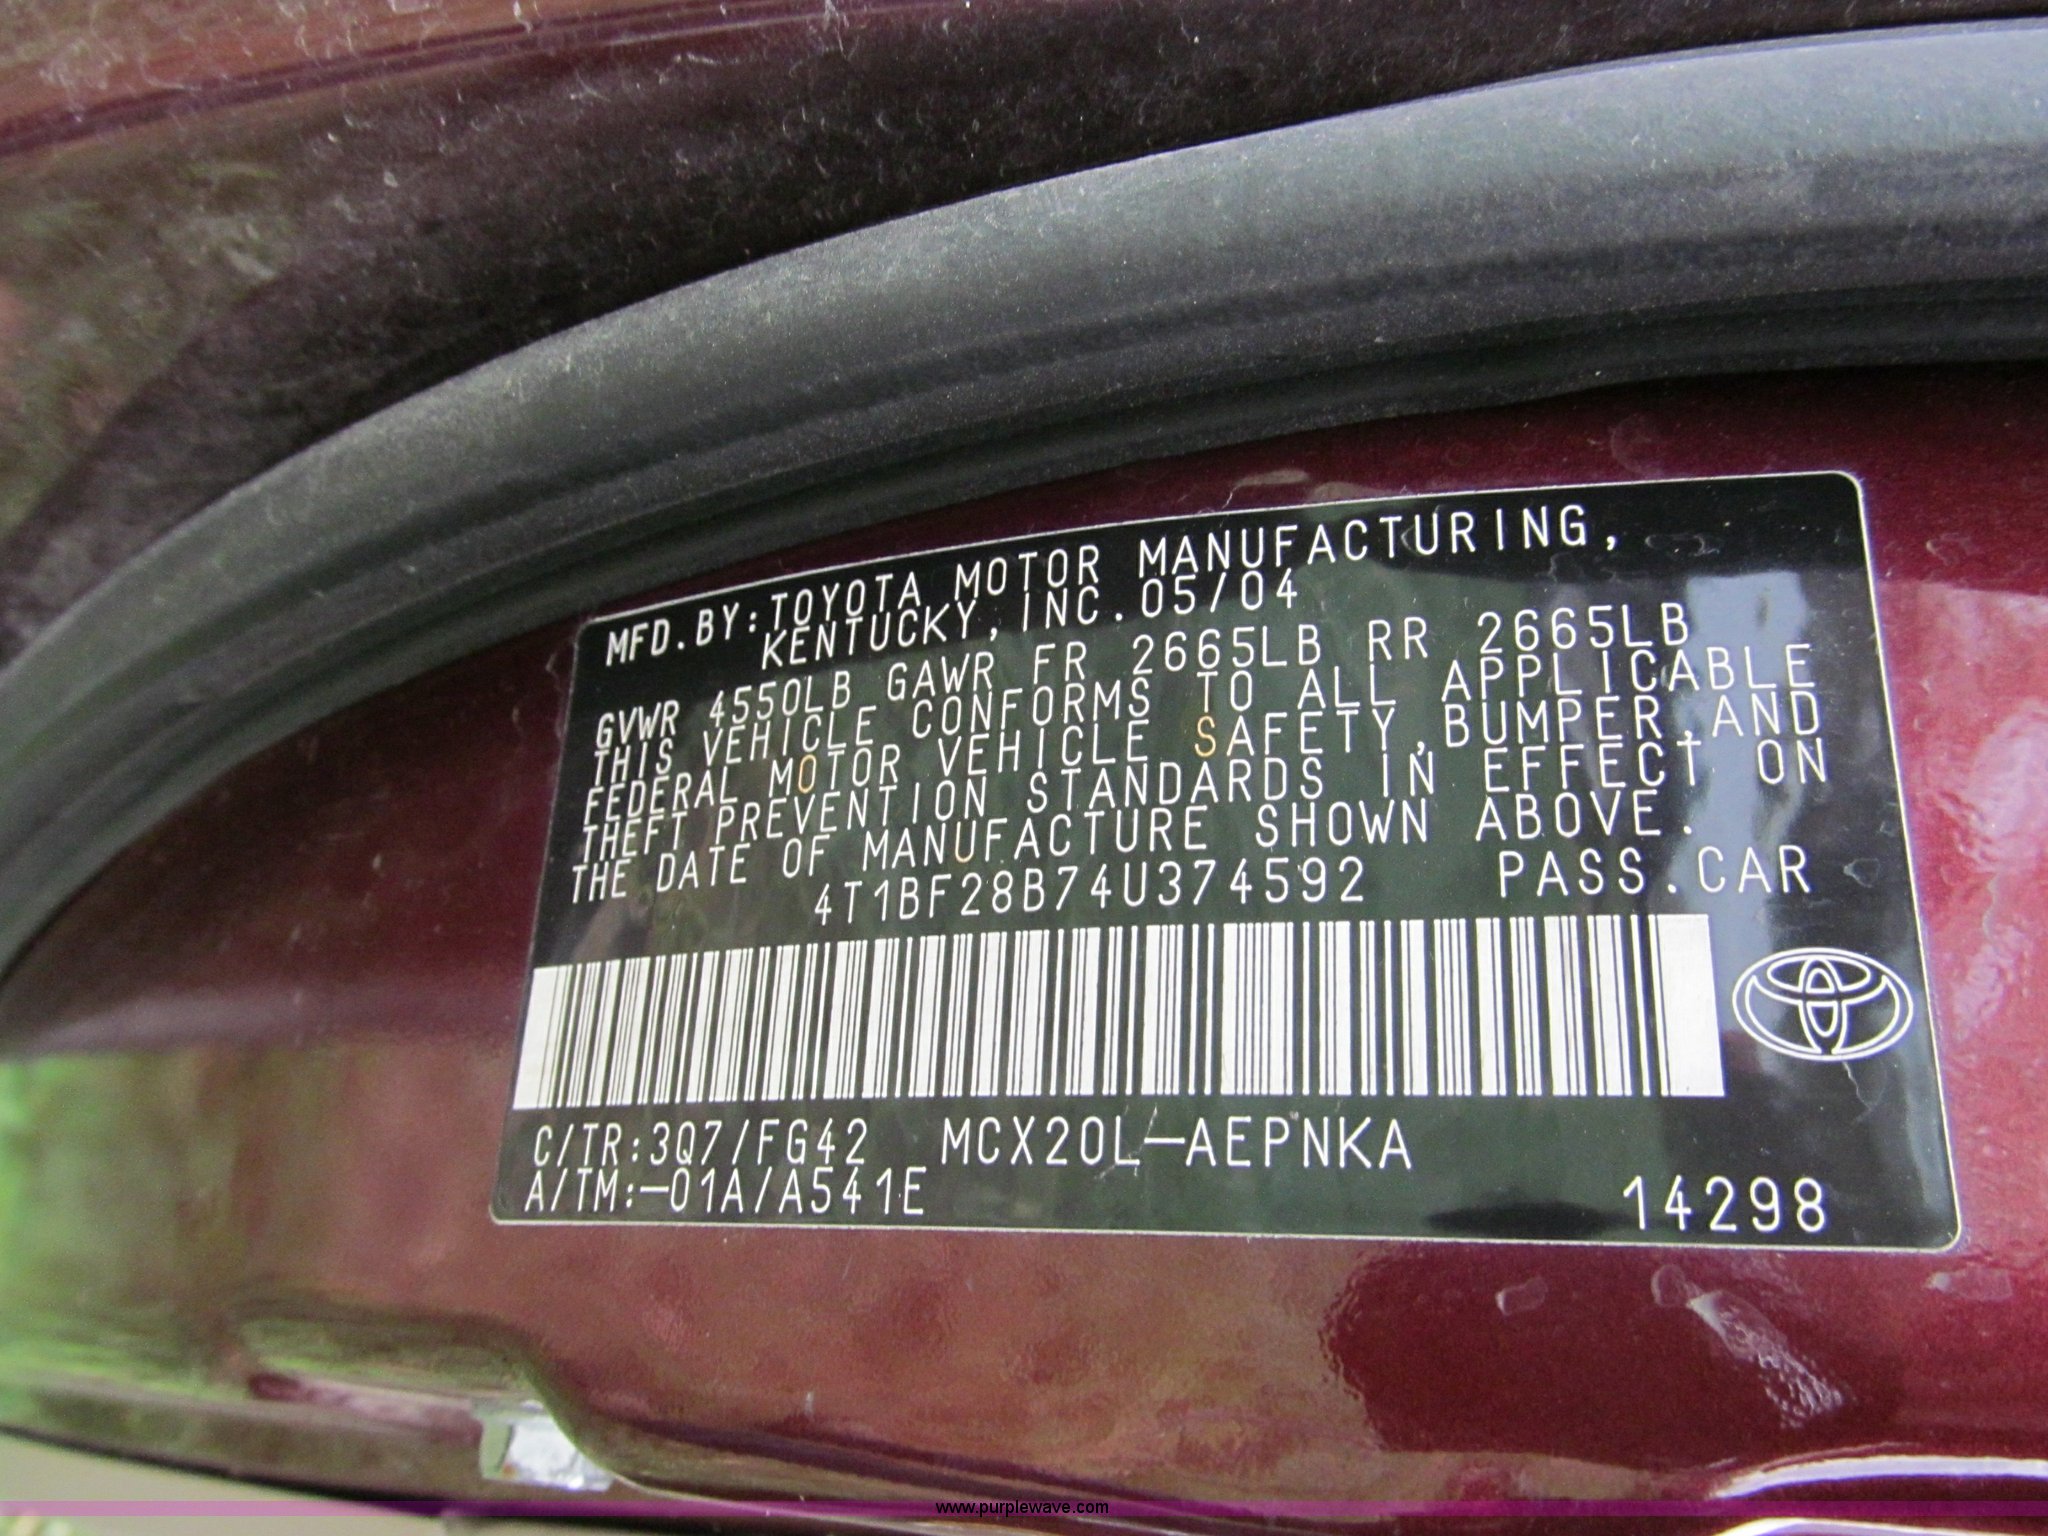 MFD.BY:TOYOTA MOTOR MANUFACTURING,
KENTUCKY, INC. 05/04
GVWR 4550LB GAWR FR 2665LB RR 2665LB
THIS VEHICLE CONFORMS TO ALL APPLICABLE
FEDERAL MOTOR VEHICLE SAFETY,BUMPER,AND
THEFT PREVENTION STANDARDS IN EFFECT ON
THE DATE OF MANUFACTURE SHOWN ABOVE.
4T1BF28B74U374592 PASS.CAR
C/TR:3Q7/FG42 MCX20L-AEPNKA
A/TM:-01A/A541E 14298
www.purplewave.com